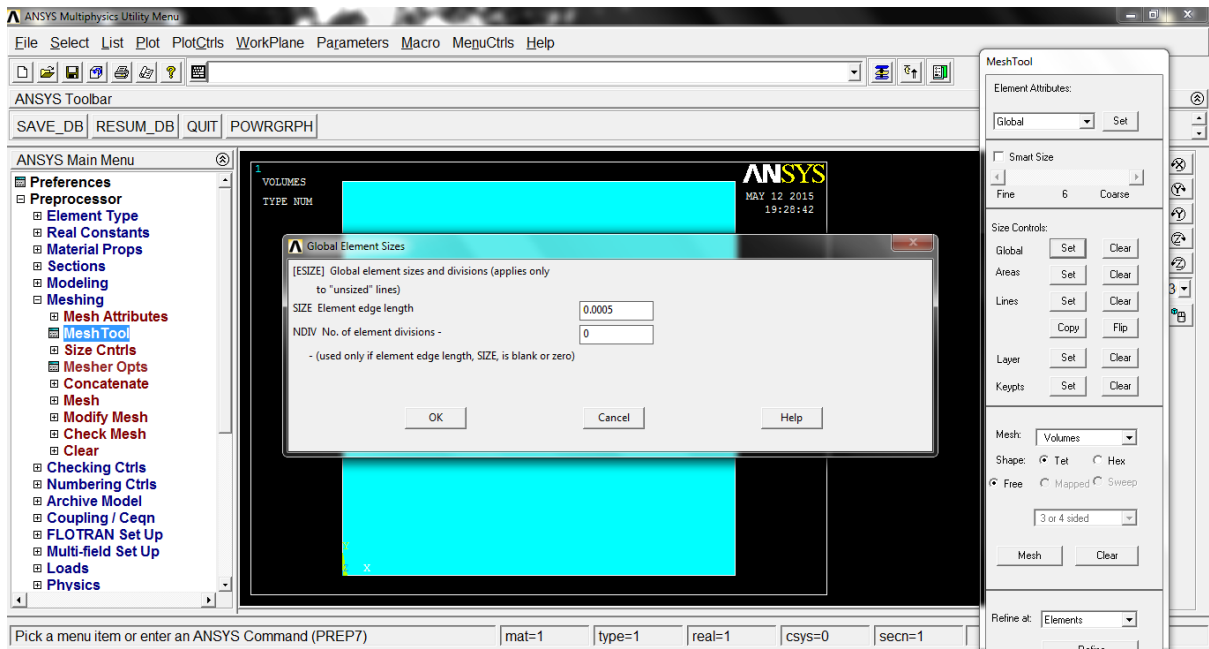 ANSYS Multiphysics Utility Menu
File Select List Plot PlotCtrls WorkPlane Parameters Macro MenuCtrls Help
ANSYS Toolbar
SAVE_DB RESUM_DB QUIT POWRGRPH
ANSYS Main Menu
Preferences
Preprocessor
Element Type
Real Constants
Material Props
Sections
Modeling
Meshing
Mesh Attributes
MeshTool
Size Cntrls
Mesher Opts
Concatenate
Mesh
Modify Mesh
Check Mesh
Clear
Checking Ctrls
Numbering Ctrls
Archive Model
Coupling / Ceqn
FLOTRAN Set Up
Multi-field Set Up
Loads
Physics
1
VOLUMES
TYPE NUM
ANSYS
MAY 12 2015
19:28:42
Global Element Sizes
[ESIZE] Global element sizes and divisions (applies only
to "unsized" lines)
SIZE Element edge length 0.0005
NDIV No. of element divisions - 0
- (used only if element edge length, SIZE, is blank or zero)
OK Cancel Help
Y
Z X
MeshTool
Element Attributes:
Global Set
Smart Size
Fine 6 Coarse
Size Controls:
Global Set Clear
Areas Set Clear
Lines Set Clear
Copy Flip
Layer Set Clear
Keypts Set Clear
Mesh: Volumes
Shape: Tet Hex
Free Mapped Sweep
3 or 4 sided
Mesh Clear
Refine at: Elements
Refine
3
Pick a menu item or enter an ANSYS Command (PREP7) mat=1 type=1 real=1 csys=0 secn=1